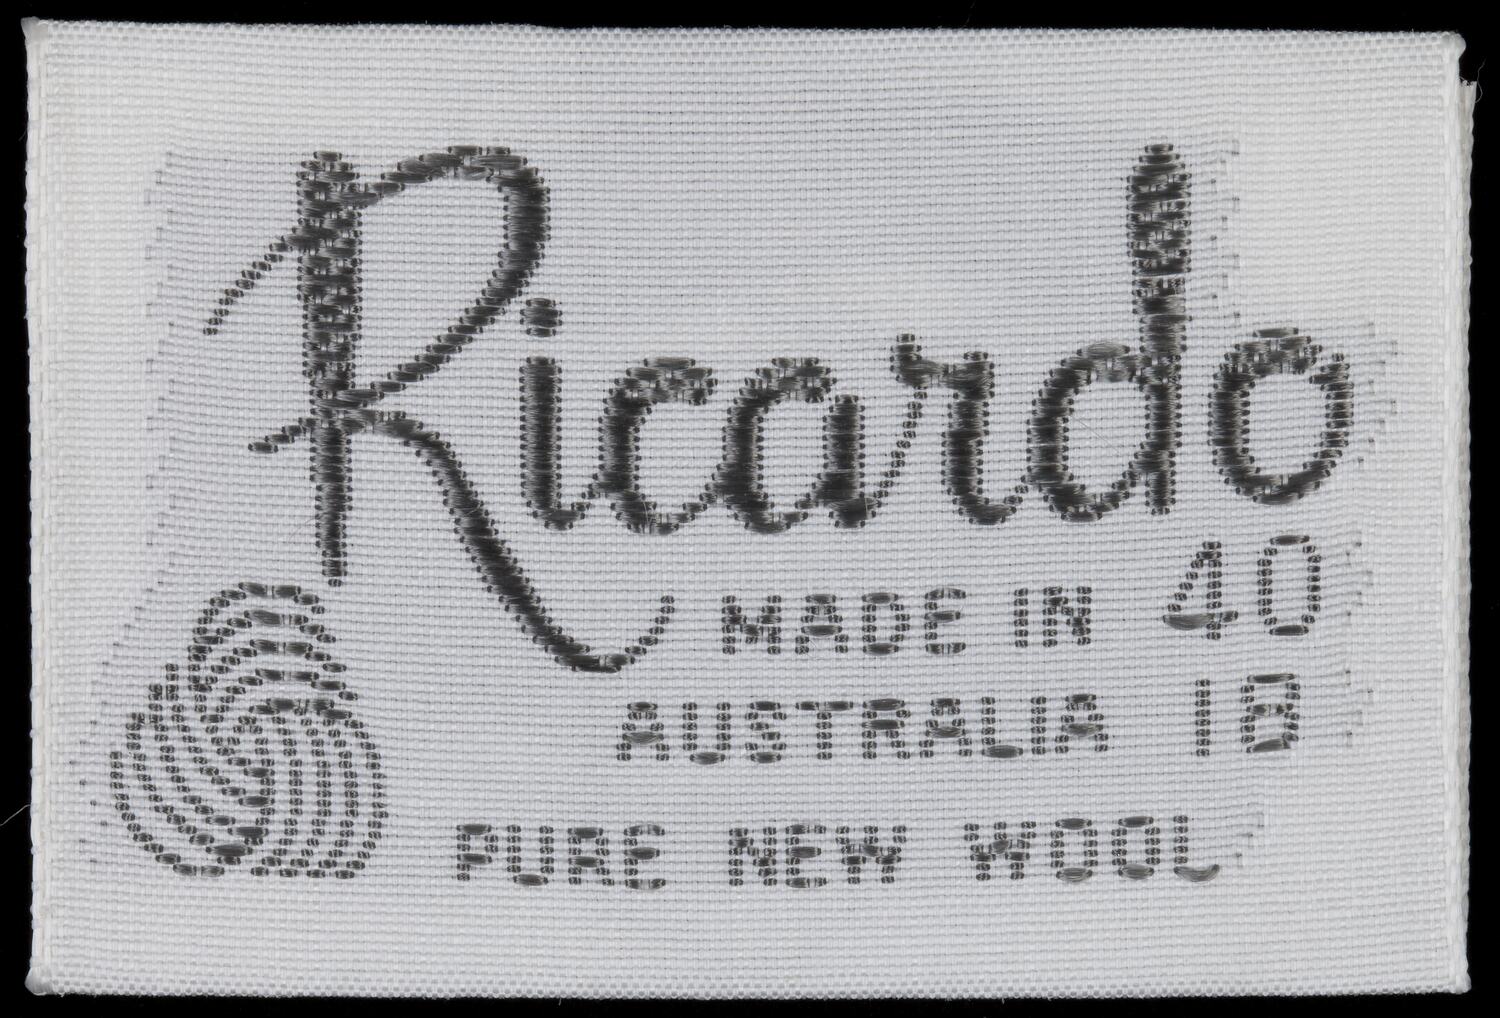 Ricardo
MADE IN 40
AUSTRALIA 18
PURE NEW WOOL